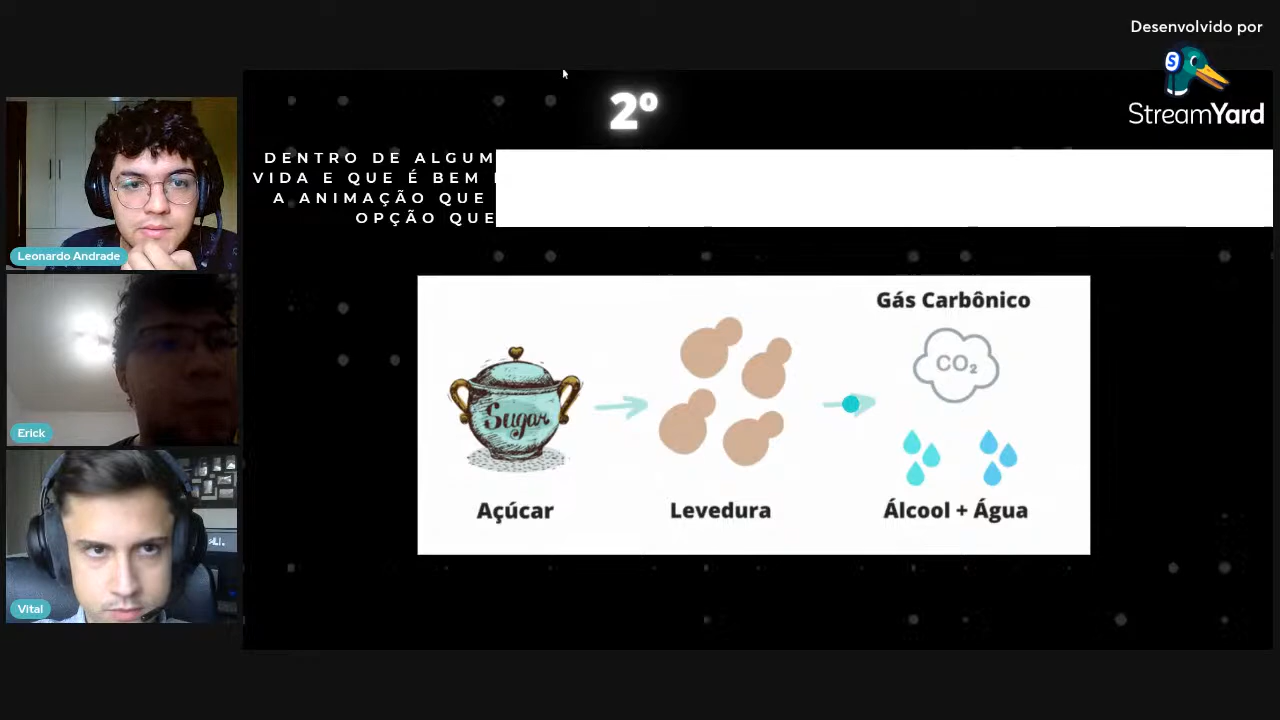 Desenvolvido por
StreamYard
2º
DENTRO DE ALGUM
VIDA E QUE É BEM
A ANIMAÇÃO QUE
OPÇÃO QUE
Leonardo Andrade
Erick
Vital
Gás Carbônico
CO₂
Sugar
Açúcar
Levedura
Álcool + Água